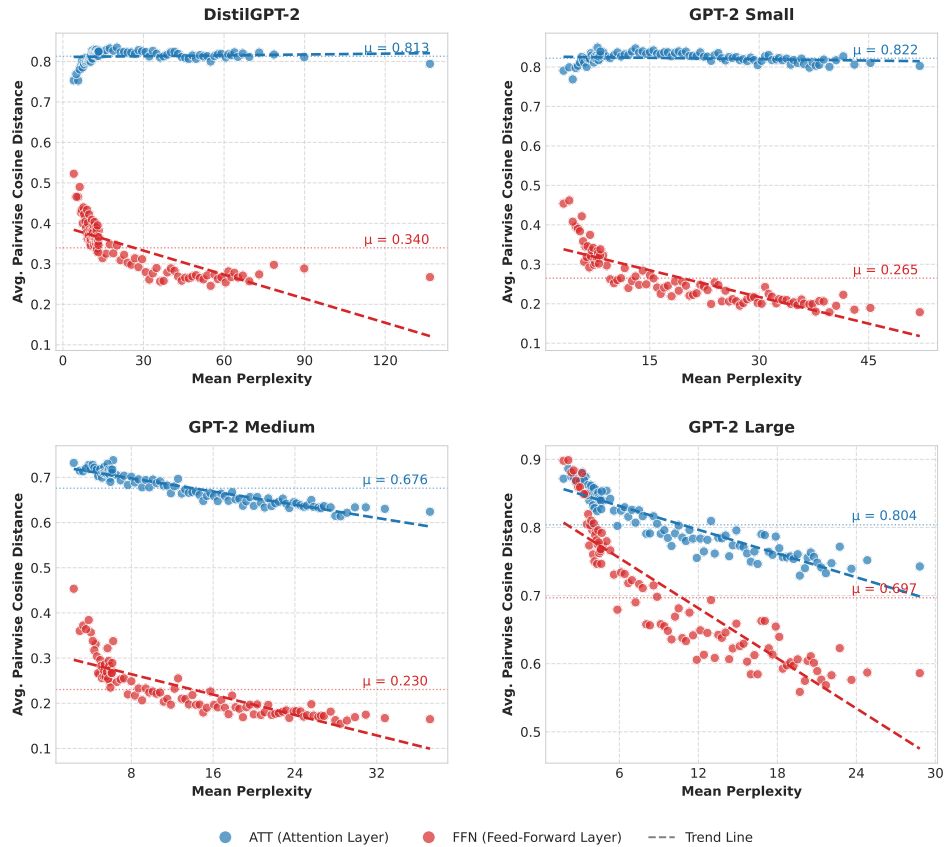 DistilGPT-2
GPT-2 Small
Avg. Pairwise Cosine Distance
0.8
0.7
0.6
0.5
0.4
0.3
0.2
0.1
μ = 0.813
μ = 0.340
0
30
60
90
120
Mean Perplexity
Avg. Pairwise Cosine Distance
0.8
0.7
0.6
0.5
0.4
0.3
0.2
0.1
μ = 0.822
μ = 0.265
15
30
45
Mean Perplexity
GPT-2 Medium
GPT-2 Large
Avg. Pairwise Cosine Distance
0.7
0.6
0.5
0.4
0.3
0.2
0.1
μ = 0.676
μ = 0.230
8
16
24
32
Mean Perplexity
Avg. Pairwise Cosine Distance
0.9
0.8
0.7
0.6
0.5
μ = 0.804
μ = 0.697
6
12
18
24
30
Mean Perplexity
ATT (Attention Layer)
FFN (Feed-Forward Layer)
Trend Line